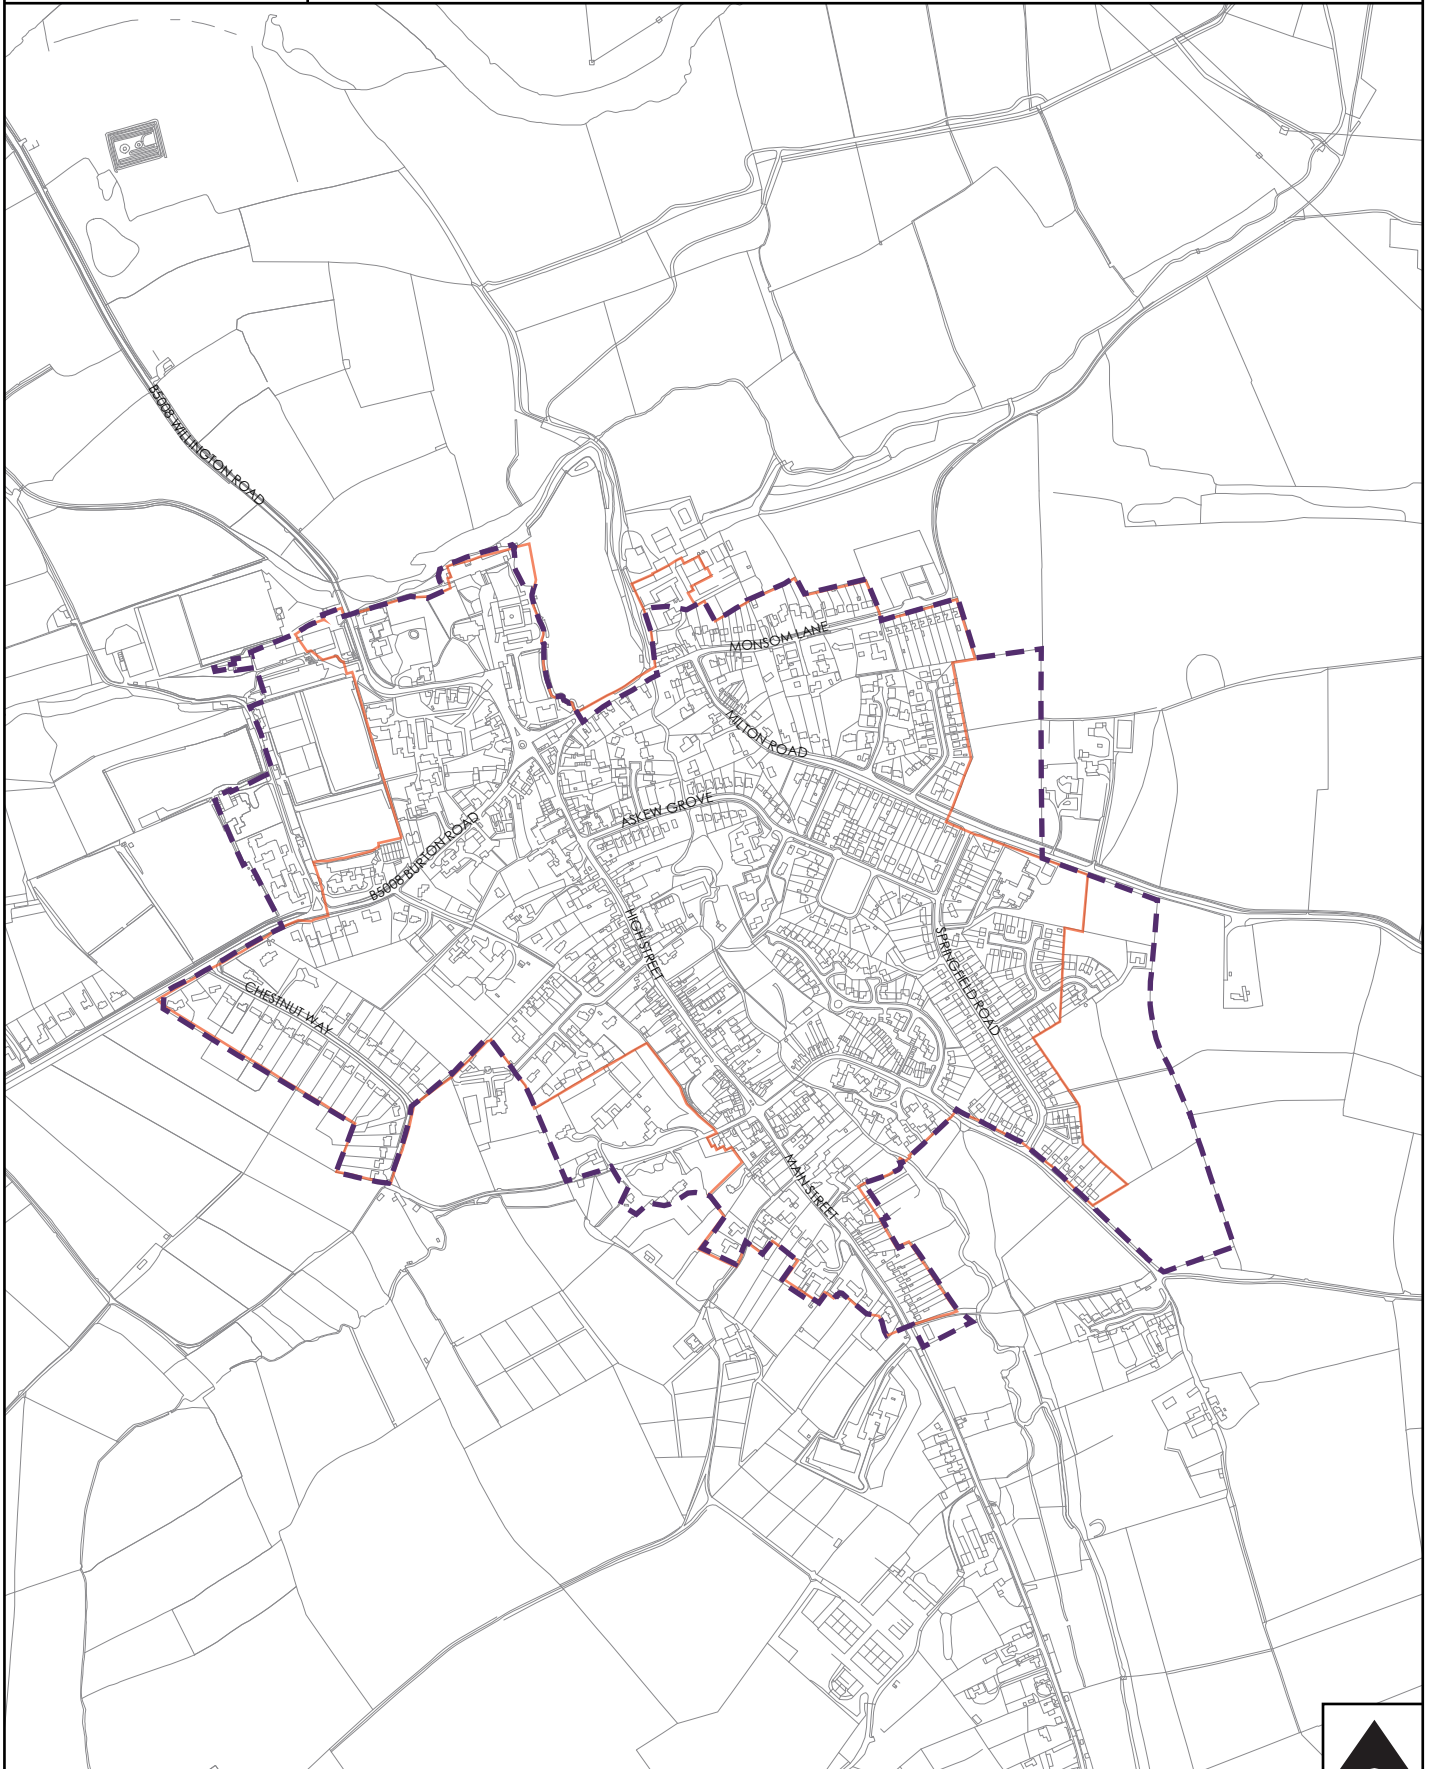 B5008 WILLINGTON ROAD
MONSOM LANE
MILTON ROAD
ASKEW GROVE
B5008 BURTON ROAD
HIGH STREET
SPRINGFIELD ROAD
CHESTNUT WAY
MAIN STREET